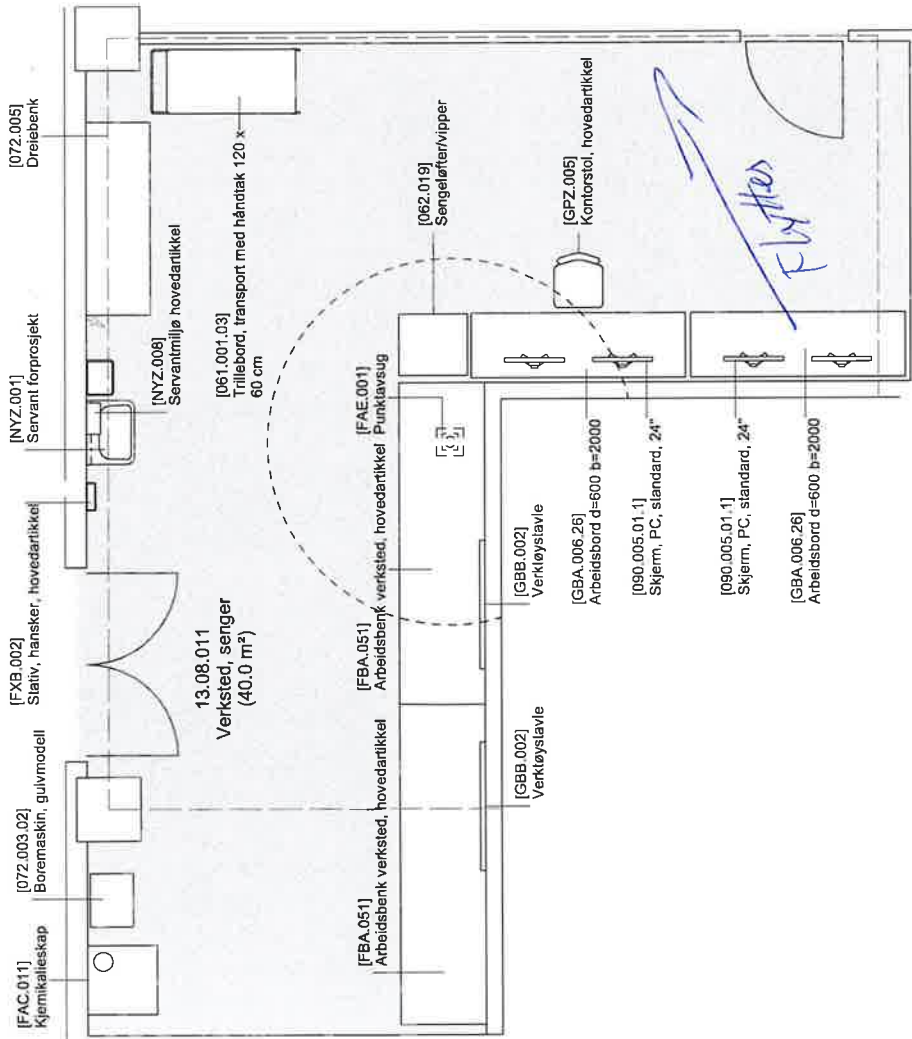 [FAC.011]
Kjemikalieskap
[072.003.02]
Boremaskin, gulvmodell
[FXB.002]
Stativ, hansker, hovedartikkel
[NYZ.001]
Servant forprosjekt
[072.005]
Dreiebenk
[NYZ.008]
Servantmiljø hovedartikkel
[061.001.03]
Trillebord, transport med håndtak 120 x
60 cm
13.08.011
Verksted, senger
(40.0 m²)
[062.019]
Sengeløfter/vipper
[FBA.051]
Arbeidsbenk verksted, hovedartikkel
[FBA.051]
Arbeidsbenk verksted, hovedartikkel
[FAE.001]
Punktavsug
[GPZ.005]
Kontorstol, hovedartikkel
[GBB.002]
Verktøystavle
[GBB.002]
Verktøystavle
[GBA.006.26]
Arbeidsbord d=600 b=2000
[090.005.01.1]
Skjerm, PC, standard, 24"
[090.005.01.1]
Skjerm, PC, standard, 24"
[GBA.006.26]
Arbeidsbord d=600 b=2000
Flyttes